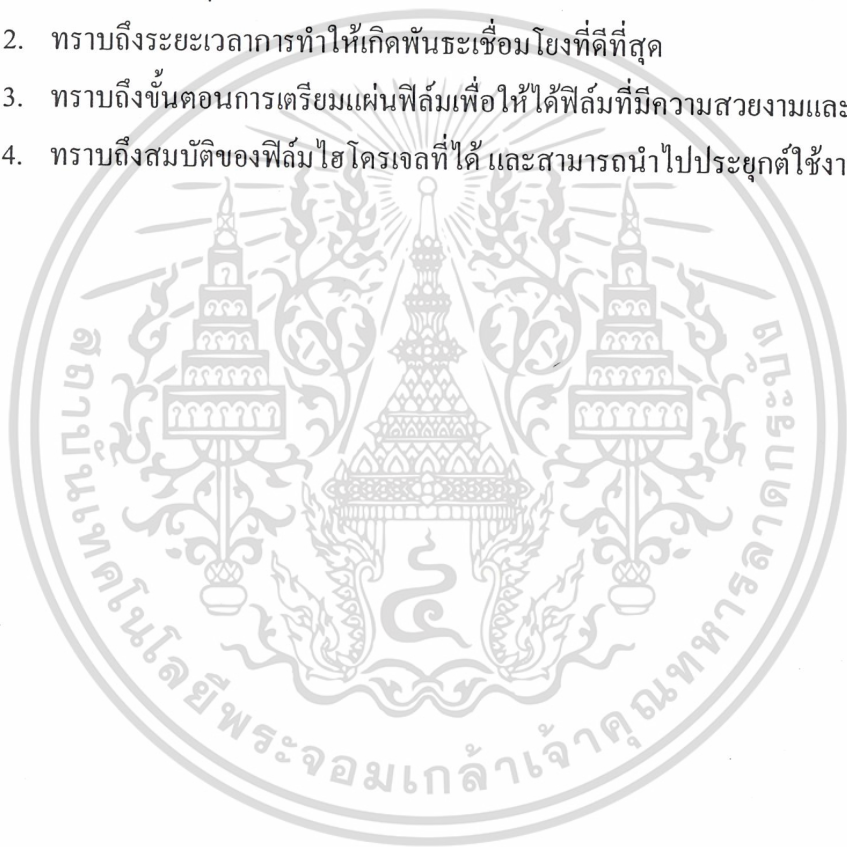 2. ทราบถึงระยะเวลาการทำให้เกิดพันธะเชื่อมโยงที่ดีที่สุด
3. ทราบถึงขั้นตอนการเตรียมแผ่นฟิล์มเพื่อให้ได้ฟิล์มที่มีความสวยงามและ
4. ทราบถึงสมบัติของฟิล์มไฮโดรเจลที่ได้ และสามารถนำไปประยุกต์ใช้งา
สถาบันเทคโนโลยีพระจอมเกล้าเจ้าคุณทหารลาดกระบัง